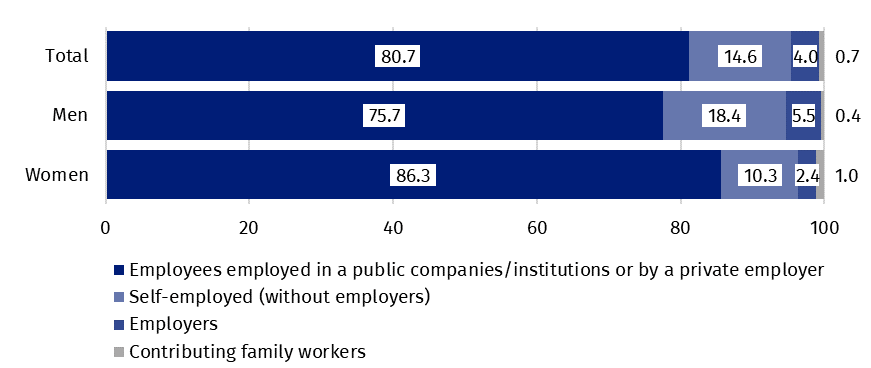 Total 80.7 14.6 4.0 0.7
Men 75.7 18.4 5.5 0.4
Women 86.3 10.3 2.4 1.0
0 20 40 60 80 100
Employees employed in a public companies/institutions or by a private employer
Self-employed (without employers)
Employers
Contributing family workers